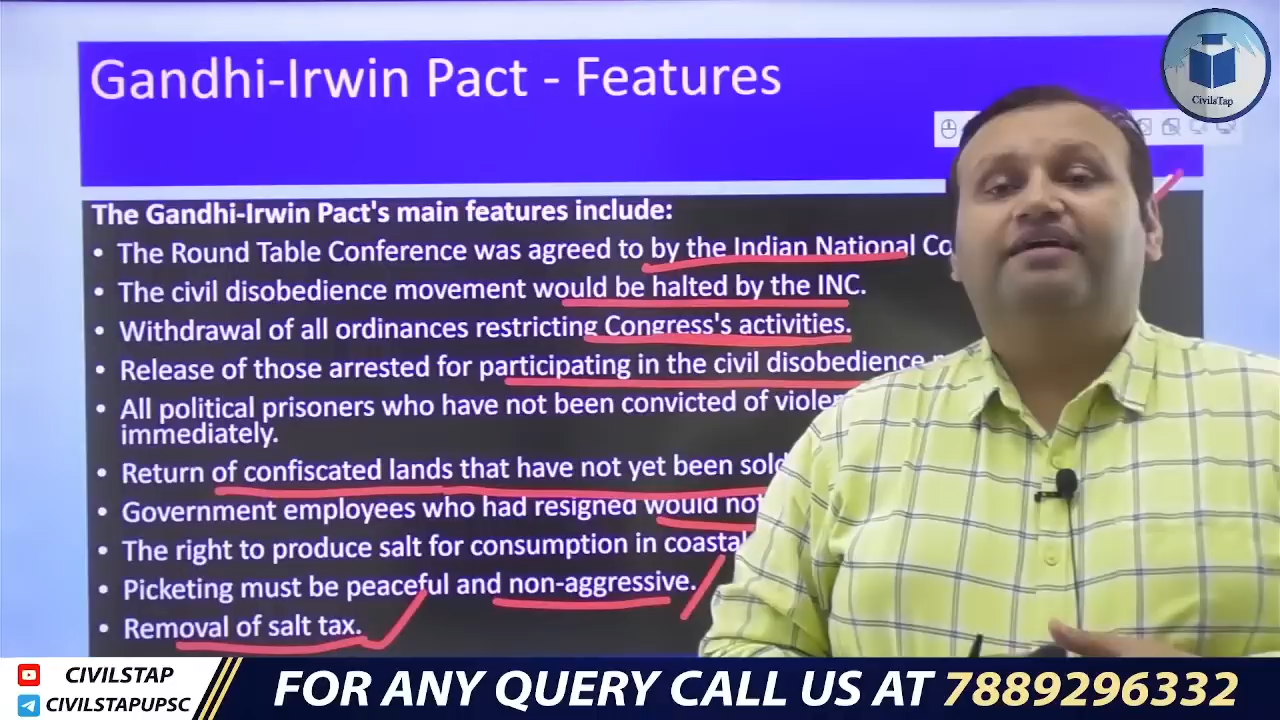 Gandhi-Irwin Pact - Features
CivilsTap
The Gandhi-Irwin Pact's main features include:
• The Round Table Conference was agreed to by the Indian National
• The civil disobedience movement would be halted by the INC.
• Withdrawal of all ordinances restricting Congress's activities.
• Release of those arrested for participating in the civil disobedience
• All political prisoners who have not been convicted of
immediately.
• Return of confiscated lands that have not yet been sold
• Government employees who had resigned would not
• The right to produce salt for consumption in coastal
• Picketing must be peaceful and non-aggressive.
• Removal of salt tax.
CIVILSTAP
CIVILSTAPUPSC
FOR ANY QUERY CALL US AT 7889296332